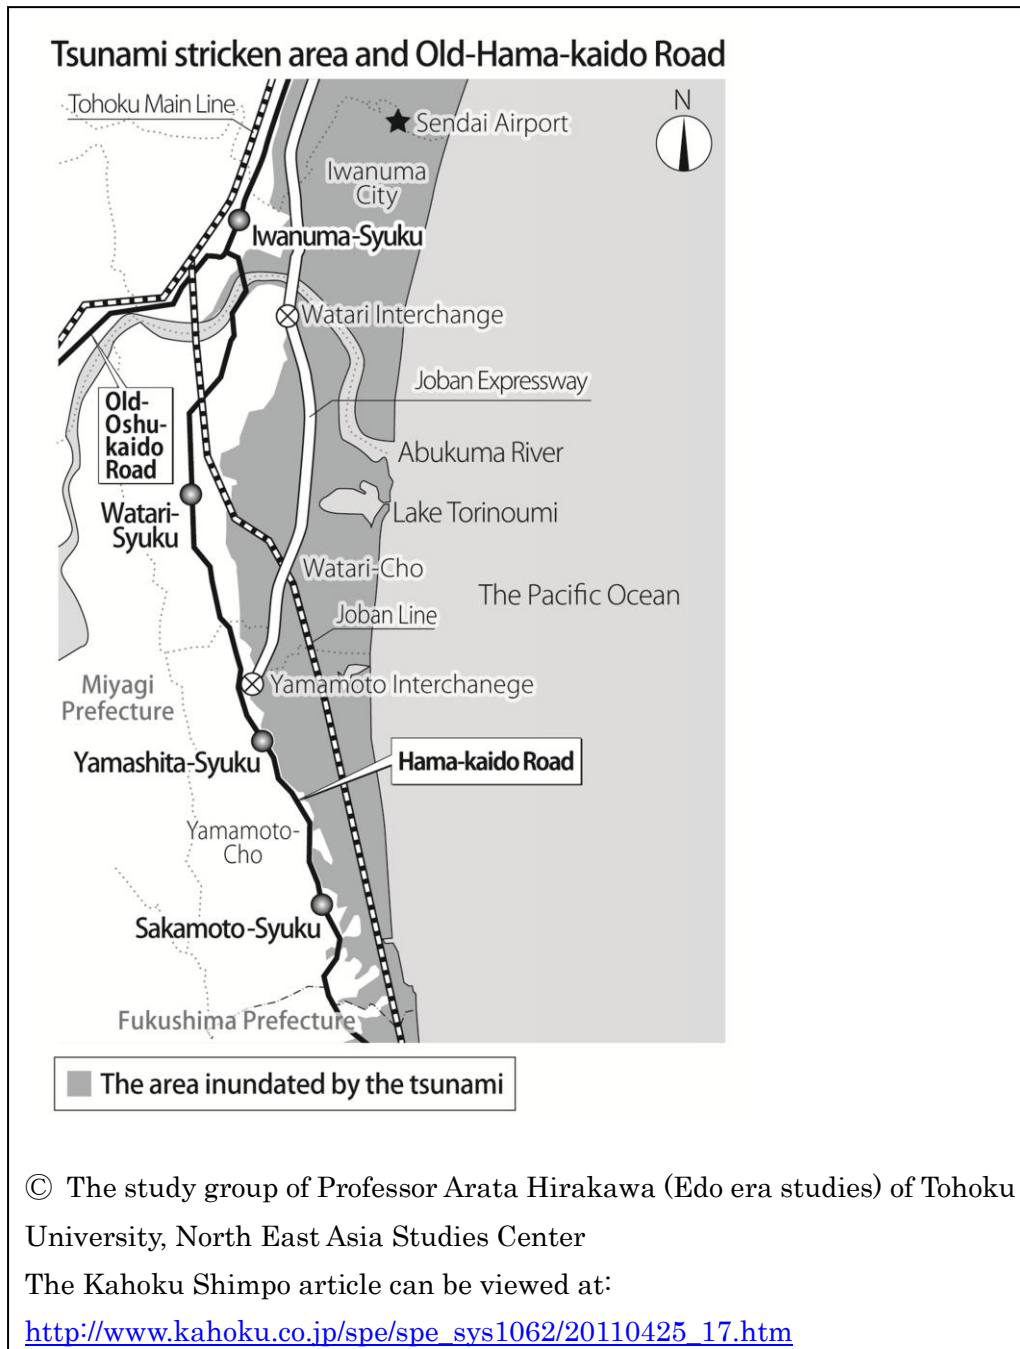 Tsunami stricken area and Old-Hama-kaido Road
Tohoku Main Line
N
Sendai Airport
Iwanuma
City
Iwanuma-Syuku
Watari Interchange
Joban Expressway
Old-
Oshu-
kaido
Road
Abukuma River
Watari-
Syuku
Lake Torinoumi
Watari-Cho
The Pacific Ocean
Joban Line
Miyagi
Prefecture
Yamamoto Interchanege
Yamashita-Syuku
Hama-kaido Road
Yamamoto-
Cho
Sakamoto-Syuku
Fukushima Prefecture
The area inundated by the tsunami
Ⓒ The study group of Professor Arata Hirakawa (Edo era studies) of Tohoku
University, North East Asia Studies Center
The Kahoku Shimpo article can be viewed at:
http://www.kahoku.co.jp/spe/spe_sys1062/20110425_17.htm